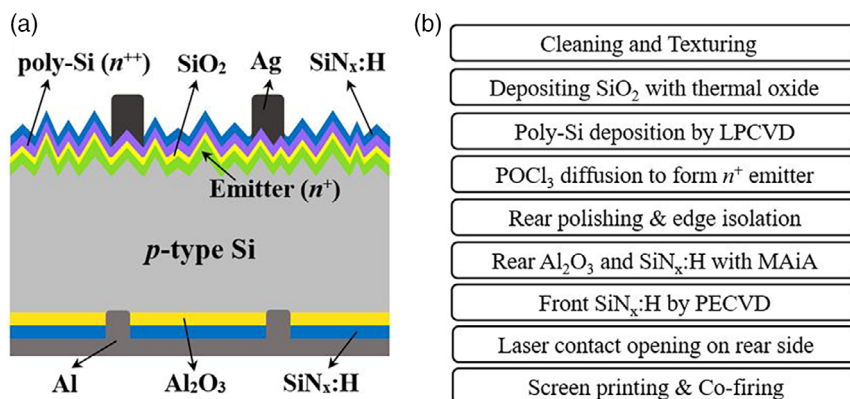 (a)
poly-Si (n⁺⁺)
SiO₂
Ag
SiNₓ:H
Emitter (n⁺)
p-type Si
Al
Al₂O₃
SiNₓ:H
(b)
Cleaning and Texturing
Depositing SiO₂ with thermal oxide
Poly-Si deposition by LPCVD
POCl₃ diffusion to form n⁺ emitter
Rear polishing & edge isolation
Rear Al₂O₃ and SiNₓ:H with MAiA
Front SiNₓ:H by PECVD
Laser contact opening on rear side
Screen printing & Co-firing